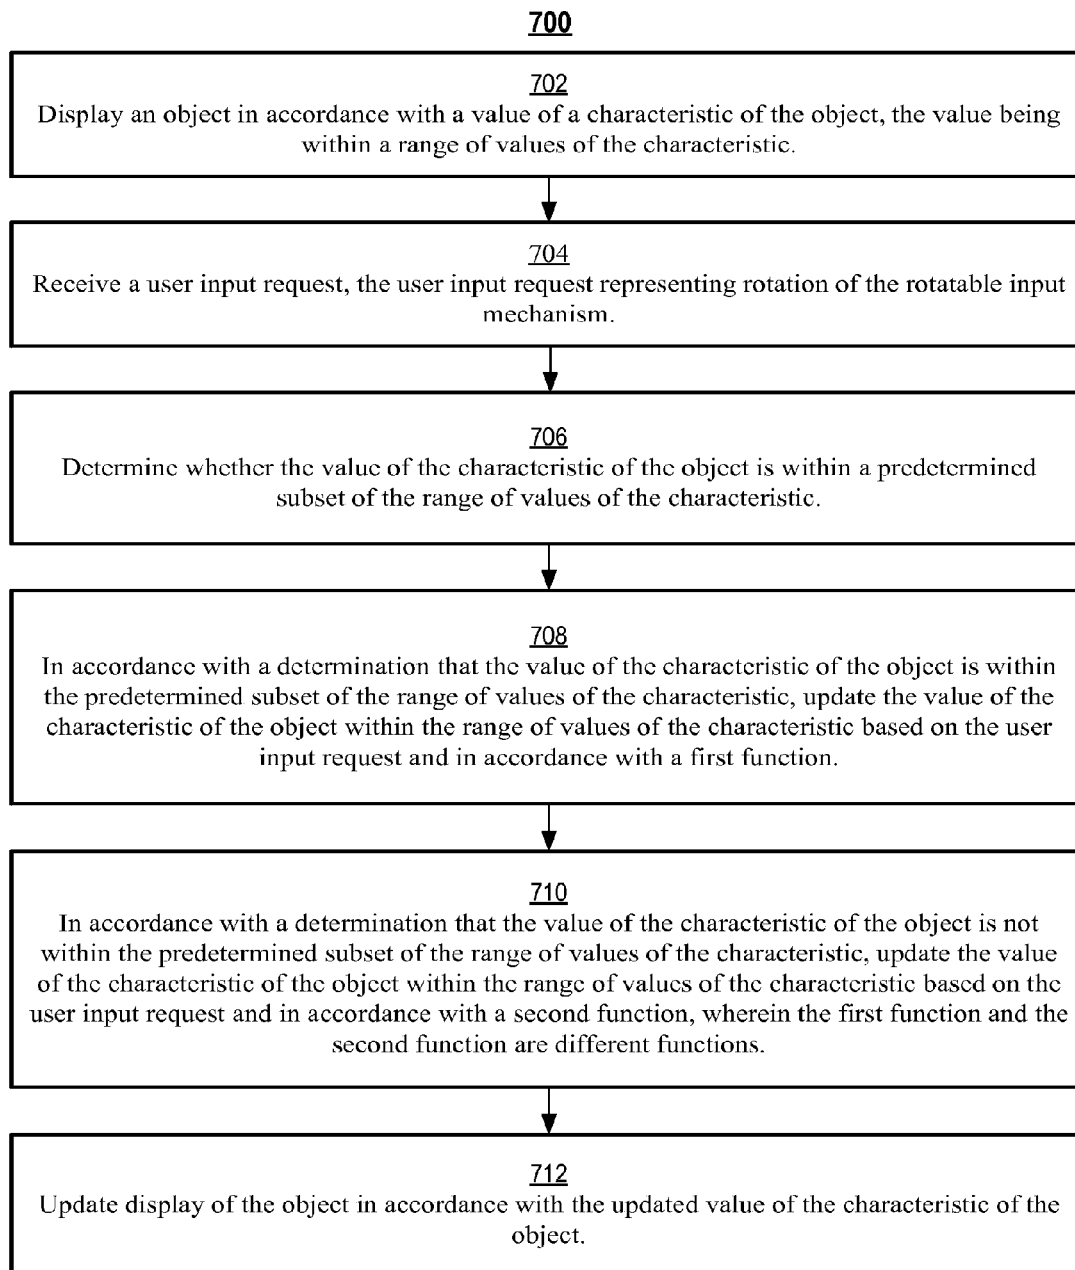 700
702
Display an object in accordance with a value of a characteristic of the object, the value being
within a range of values of the characteristic.
704
Receive a user input request, the user input request representing rotation of the rotatable input
mechanism.
706
Determine whether the value of the characteristic of the object is within a predetermined
subset of the range of values of the characteristic.
708
In accordance with a determination that the value of the characteristic of the object is within
the predetermined subset of the range of values of the characteristic, update the value of the
characteristic of the object within the range of values of the characteristic based on the user
input request and in accordance with a first function.
710
In accordance with a determination that the value of the characteristic of the object is not
within the predetermined subset of the range of values of the characteristic, update the value
of the characteristic of the object within the range of values of the characteristic based on the
user input request and in accordance with a second function, wherein the first function and the
second function are different functions.
712
Update display of the object in accordance with the updated value of the characteristic of the
object.